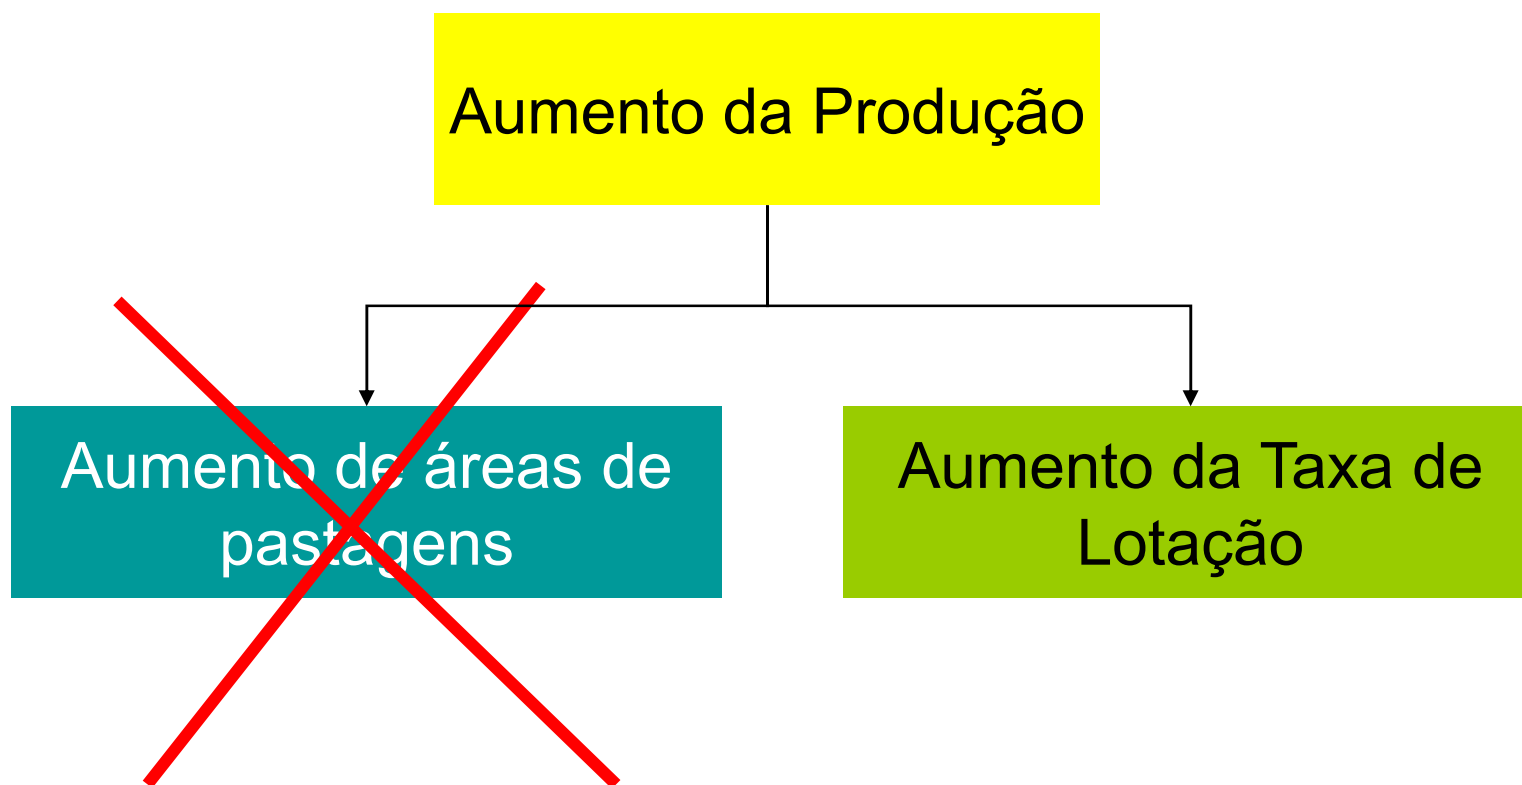 Aumento da Produção
Aumento de áreas de
pastagens
Aumento da Taxa de
Lotação